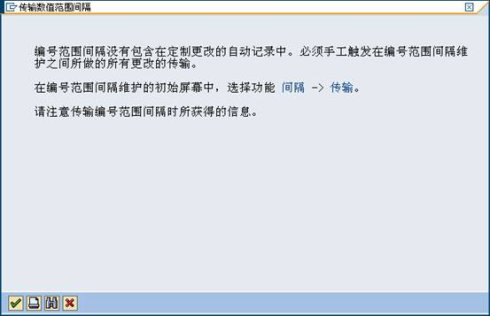 传输数值范围间隔
编号范围间隔没有包含在定制更改的自动记录中。必须手工触发在编号范围间隔维
护之间所做的所有更改的传输。
在编号范围间隔维护的初始屏幕中，选择功能 间隔 -> 传输。
请注意传输编号范围间隔时所获得的信息。